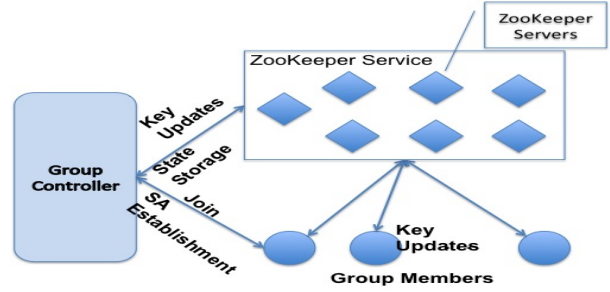 ZooKeeper
Servers
ZooKeeper Service
Key
Updates
State
Storage
Group
Controller
Join
SA
Establishment
Key
Updates
Group Members